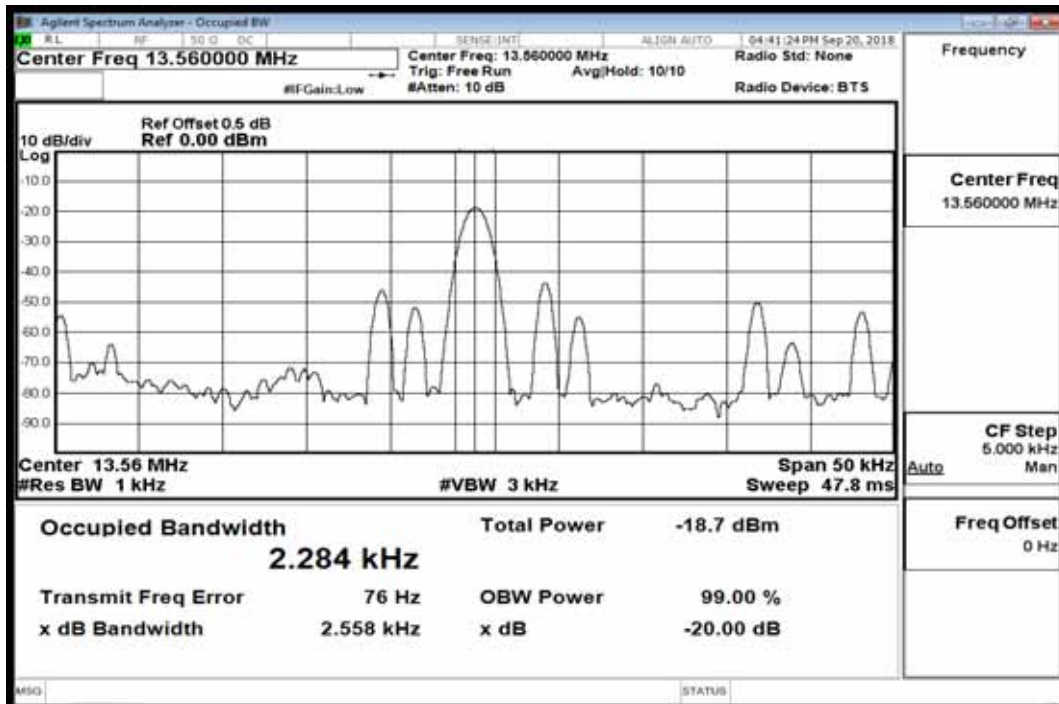 Agilent Spectrum Analyzer - Occupied BW
RL RF 50 Ω DC SENSE:INT ALIGN AUTO 04:41:24 PM Sep 20, 2018
Center Freq 13.560000 MHz
Center Freq: 13.560000 MHz
Radio Std: None
Trig: Free Run Avg|Hold: 10/10
#IFGain:Low #Atten: 10 dB Radio Device: BTS
Ref Offset 0.5 dB
10 dB/div Ref 0.00 dBm
Log
-10.0
-20.0
-30.0
-40.0
-50.0
-60.0
-70.0
-80.0
-90.0
Center 13.56 MHz Span 50 kHz
#Res BW 1 kHz #VBW 3 kHz Sweep 47.8 ms
Occupied Bandwidth Total Power -18.7 dBm
2.284 kHz
Transmit Freq Error 76 Hz OBW Power 99.00 %
x dB Bandwidth 2.558 kHz x dB -20.00 dB
MSG STATUS
Frequency
Center Freq
13.560000 MHz
CF Step
5.000 kHz
Auto Man
Freq Offset
0 Hz